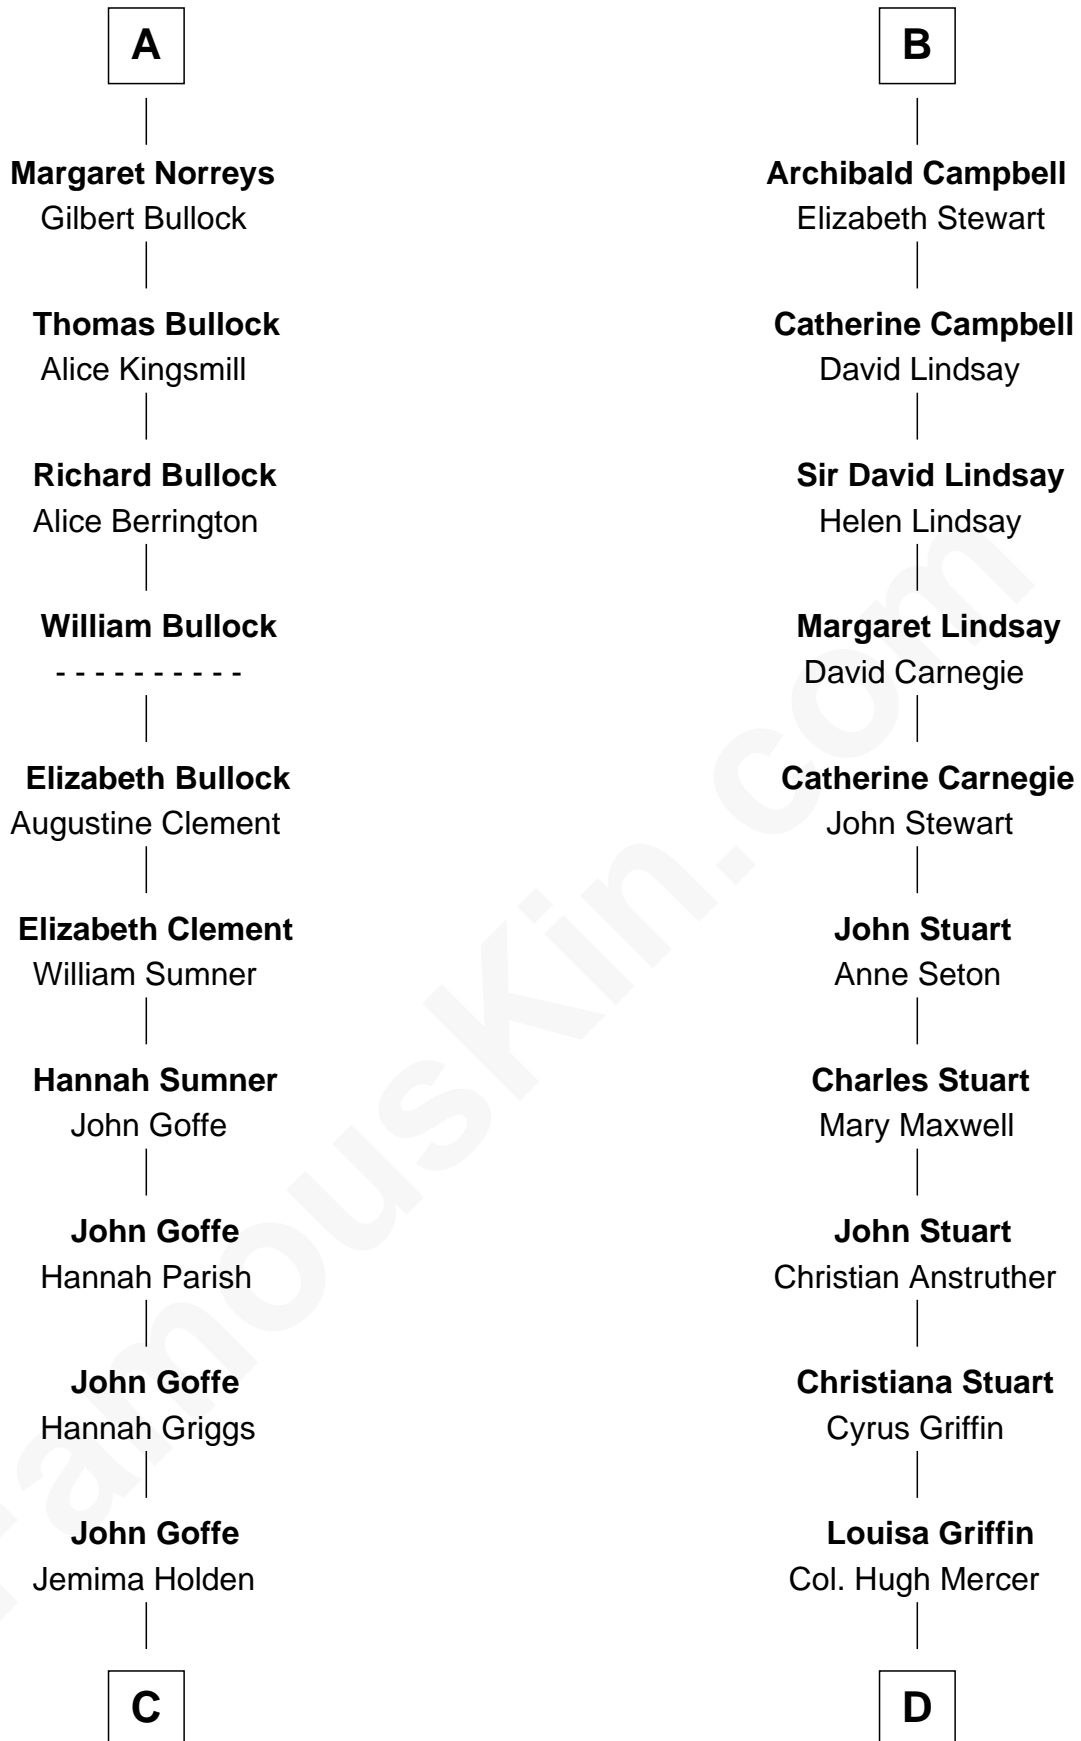 A
Margaret Norreys
Gilbert Bullock
Thomas Bullock
Alice Kingsmill
Richard Bullock
Alice Berrington
William Bullock
- - - - - - - - - -
Elizabeth Bullock
Augustine Clement
Elizabeth Clement
William Sumner
Hannah Sumner
John Goffe
John Goffe
Hannah Parish
John Goffe
Hannah Griggs
John Goffe
Jemima Holden
C
B
Archibald Campbell
Elizabeth Stewart
Catherine Campbell
David Lindsay
Sir David Lindsay
Helen Lindsay
Margaret Lindsay
David Carnegie
Catherine Carnegie
John Stewart
John Stuart
Anne Seton
Charles Stuart
Mary Maxwell
John Stuart
Christian Anstruther
Christiana Stuart
Cyrus Griffin
Louisa Griffin
Col. Hugh Mercer
D
FamousKin.com